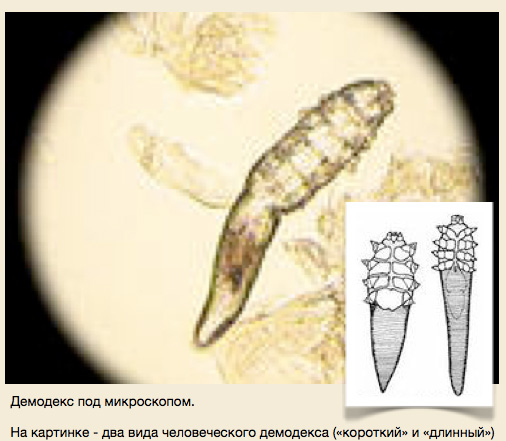 Демодекс под микроскопом.
На картинке - два вида человеческого демодекса («короткий» и «длинный»)